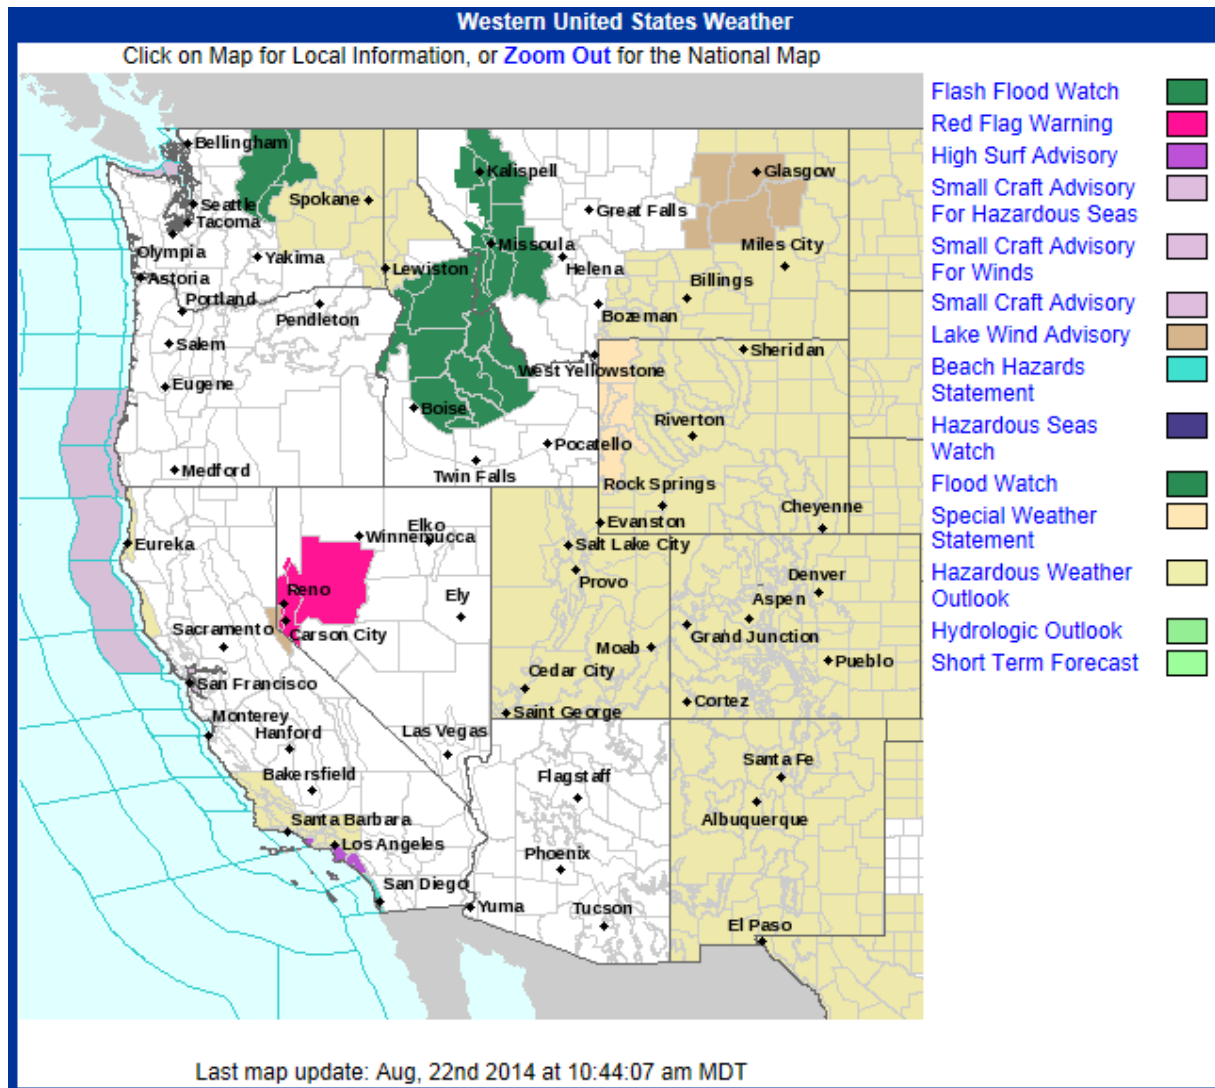 Western United States Weather
Click on Map for Local Information, or Zoom Out for the National Map
Bellingham
Seattle
Tacoma
Olympia
Astoria
Portland
Yakima
Spokane
Lewiston
Pendleton
Salem
Eugene
Medford
Kalispell
Missoula
Great Falls
Helena
Bozeman
Glasgow
Miles City
Billings
West Yellowstone
Boise
Pocatello
Twin Falls
Sheridan
Riverton
Rock Springs
Evanston
Cheyenne
Eureka
Elko
Winnemucca
Reno
Ely
Sacramento
Carson City
San Francisco
Monterey
Hanford
Las Vegas
Bakersfield
Santa Barbara
Los Angeles
San Diego
Salt Lake City
Provo
Moab
Cedar City
Saint George
Denver
Aspen
Grand Junction
Pueblo
Cortez
Flagstaff
Phoenix
Yuma
Tucson
Santa Fe
Albuquerque
El Paso
Flash Flood Watch
Red Flag Warning
High Surf Advisory
Small Craft Advisory
For Hazardous Seas
Small Craft Advisory
For Winds
Small Craft Advisory
Lake Wind Advisory
Beach Hazards
Statement
Hazardous Seas
Watch
Flood Watch
Special Weather
Statement
Hazardous Weather
Outlook
Hydrologic Outlook
Short Term Forecast
Last map update: Aug, 22nd 2014 at 10:44:07 am MDT